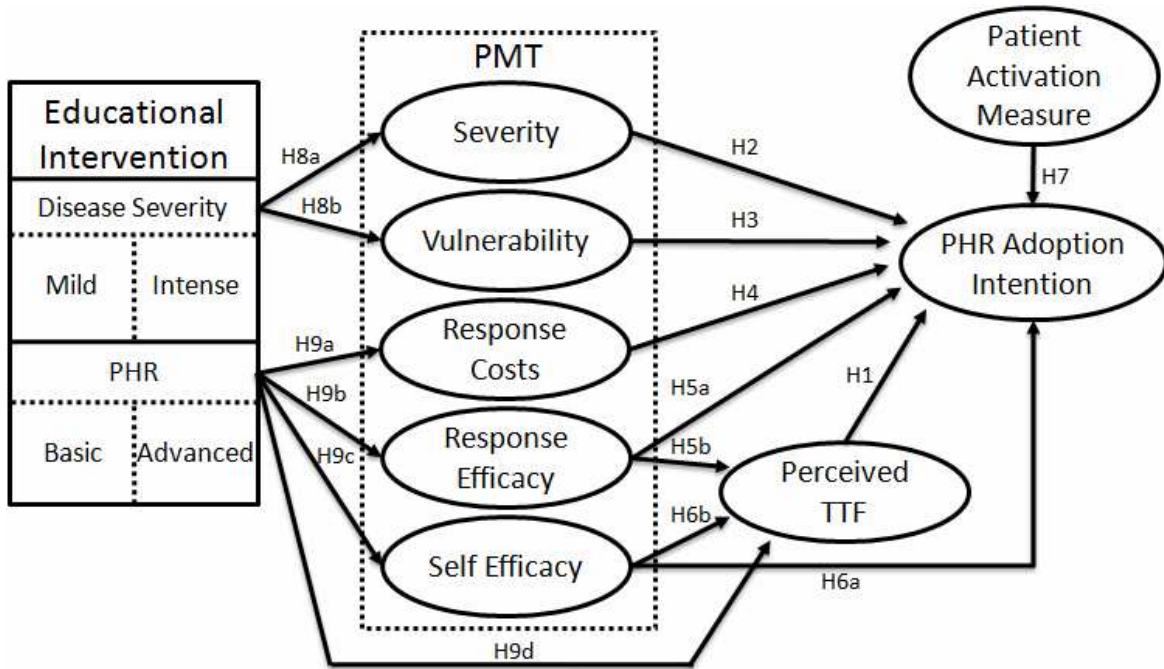 Educational
Intervention
Disease Severity
Mild
Intense
PHR
Basic
Advanced
H8a
H8b
H9a
H9b
H9c
H9d
PMT
Severity
Vulnerability
Response
Costs
Response
Efficacy
Self Efficacy
H2
H3
H4
H5a
H5b
H6b
H6a
H1
Perceived
TTF
Patient
Activation
Measure
H7
PHR Adoption
Intention